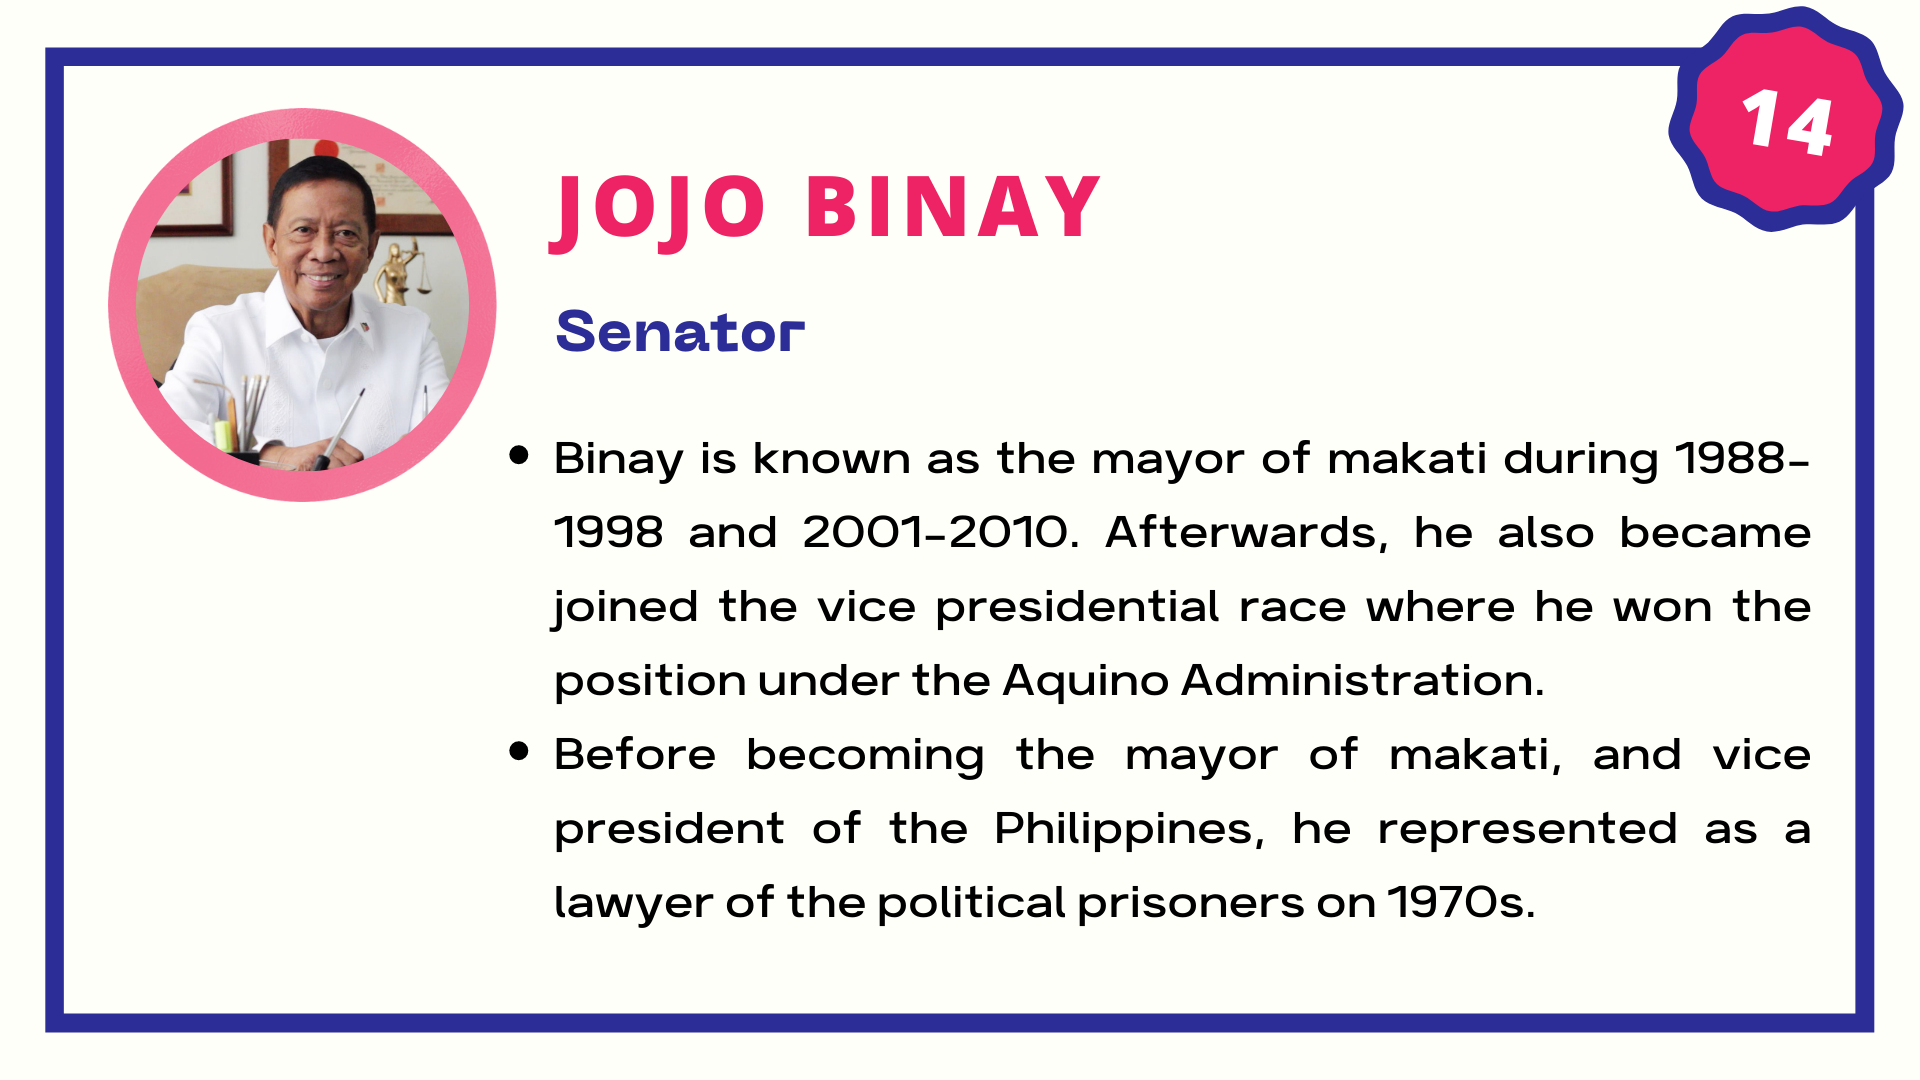 14
JOJO BINAY
Senator
• Binay is known as the mayor of makati during 1988-
1998 and 2001-2010. Afterwards, he also became
joined the vice presidential race where he won the
position under the Aquino Administration.
• Before becoming the mayor of makati, and vice
president of the Philippines, he represented as a
lawyer of the political prisoners on 1970s.